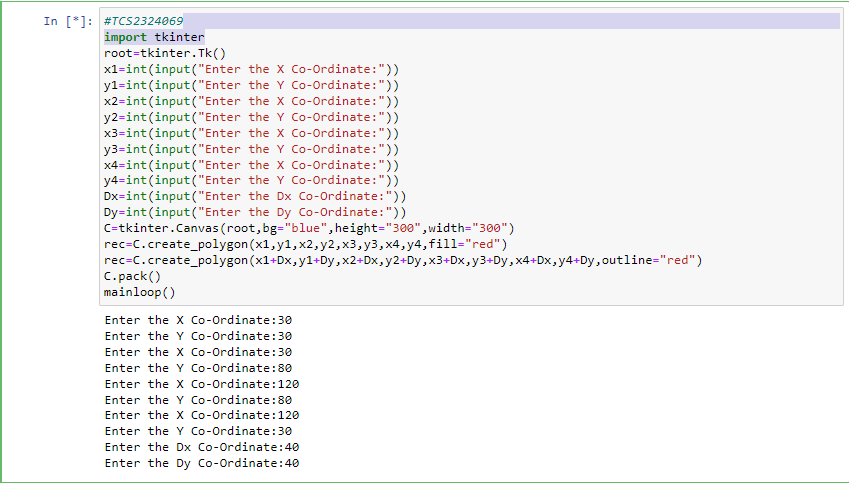 In [*]: #TCS2324069
import tkinter
root=tkinter.Tk()
x1=int(input("Enter the X Co-Ordinate:"))
y1=int(input("Enter the Y Co-Ordinate:"))
x2=int(input("Enter the X Co-Ordinate:"))
y2=int(input("Enter the Y Co-Ordinate:"))
x3=int(input("Enter the X Co-Ordinate:"))
y3=int(input("Enter the Y Co-Ordinate:"))
x4=int(input("Enter the X Co-Ordinate:"))
y4=int(input("Enter the Y Co-Ordinate:"))
Dx=int(input("Enter the Dx Co-Ordinate:"))
Dy=int(input("Enter the Dy Co-Ordinate:"))
C=tkinter.Canvas(root,bg="blue",height="300",width="300")
rec=C.create_polygon(x1,y1,x2,y2,x3,y3,x4,y4,fill="red")
rec=C.create_polygon(x1+Dx,y1+Dy,x2+Dx,y2+Dy,x3+Dx,y3+Dy,x4+Dx,y4+Dy,outline="red")
C.pack()
mainloop()
Enter the X Co-Ordinate:30
Enter the Y Co-Ordinate:30
Enter the X Co-Ordinate:30
Enter the Y Co-Ordinate:80
Enter the X Co-Ordinate:120
Enter the Y Co-Ordinate:80
Enter the X Co-Ordinate:120
Enter the Y Co-Ordinate:30
Enter the Dx Co-Ordinate:40
Enter the Dy Co-Ordinate:40